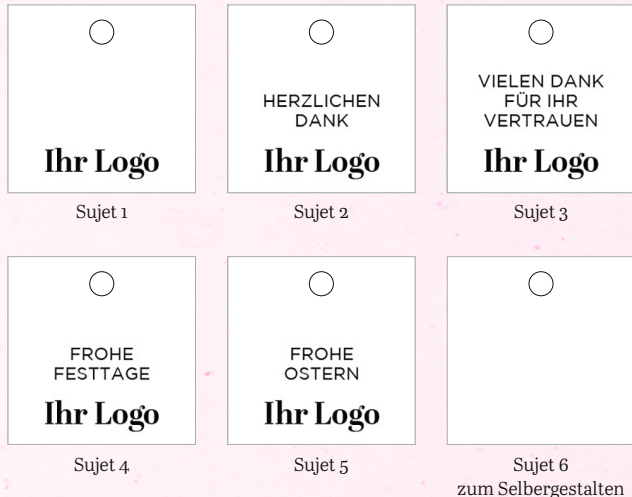 Ihr Logo
Sujet 1
HERZLICHEN
DANK
Ihr Logo
Sujet 2
VIELEN DANK
FÜR IHR
VERTRAUEN
Ihr Logo
Sujet 3
FROHE
FESTTAGE
Ihr Logo
Sujet 4
FROHE
OSTERN
Ihr Logo
Sujet 5
Sujet 6
zum Selbergestalten